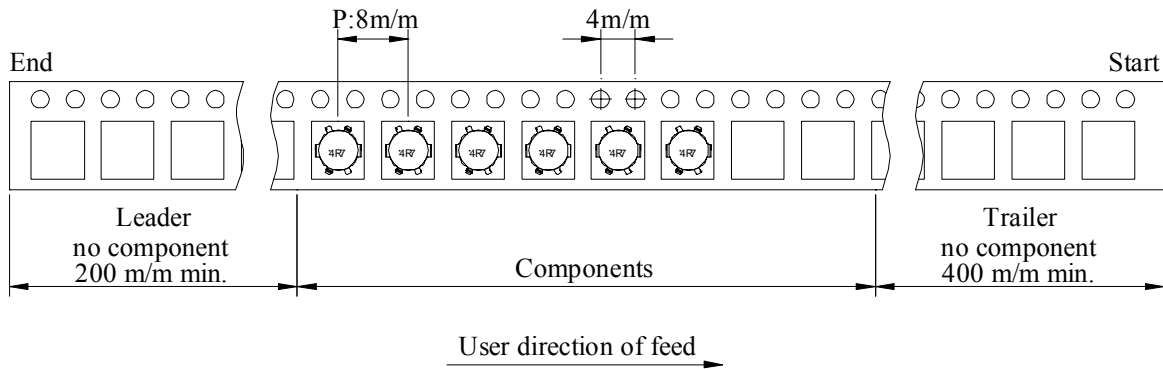 P:8m/m
4m/m
End
Start
4R7 4R7 4R7 4R7 4R7 4R7
Leader
no component
200 m/m min.
Components
Trailer
no component
400 m/m min.
User direction of feed